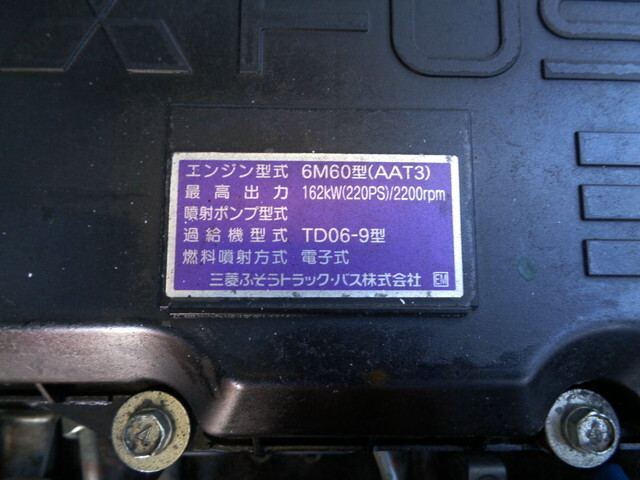 FUS
エンジン型式 6M60型(AAT3)
最高出力 162kW(220PS)/2200rpm
噴射ポンプ型式
過給機型式 TD06-9型
燃料噴射方式 電子式
三菱ふそうトラック・バス株式会社 EM